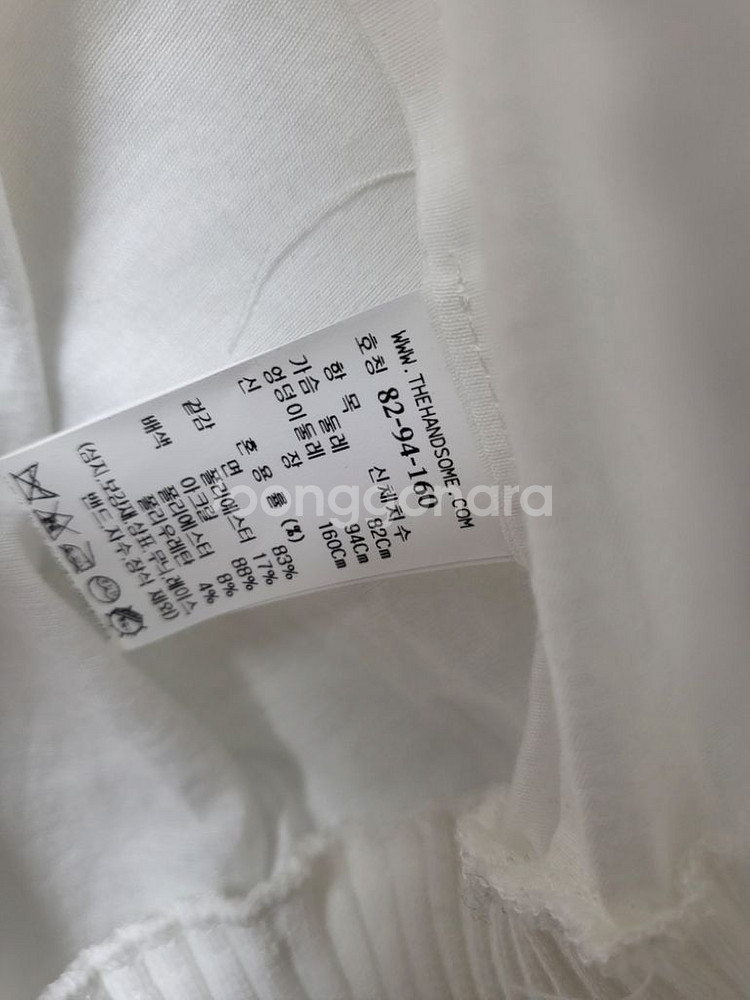 WWW.THEHANDSOME.COM
호칭 82-94-160
항 목 신체치수
가슴 둘레 82Cm
엉덩이둘레 94Cm
신 장 160Cm
혼 용 률 (%)
겉감 면 83%
폴리에스터 17%
배색 아크릴 88%
폴리에스터 8%
폴리우레탄 4%
(심지,보강재,상표,무늬,레이스
밴드,자수,장식 제외)